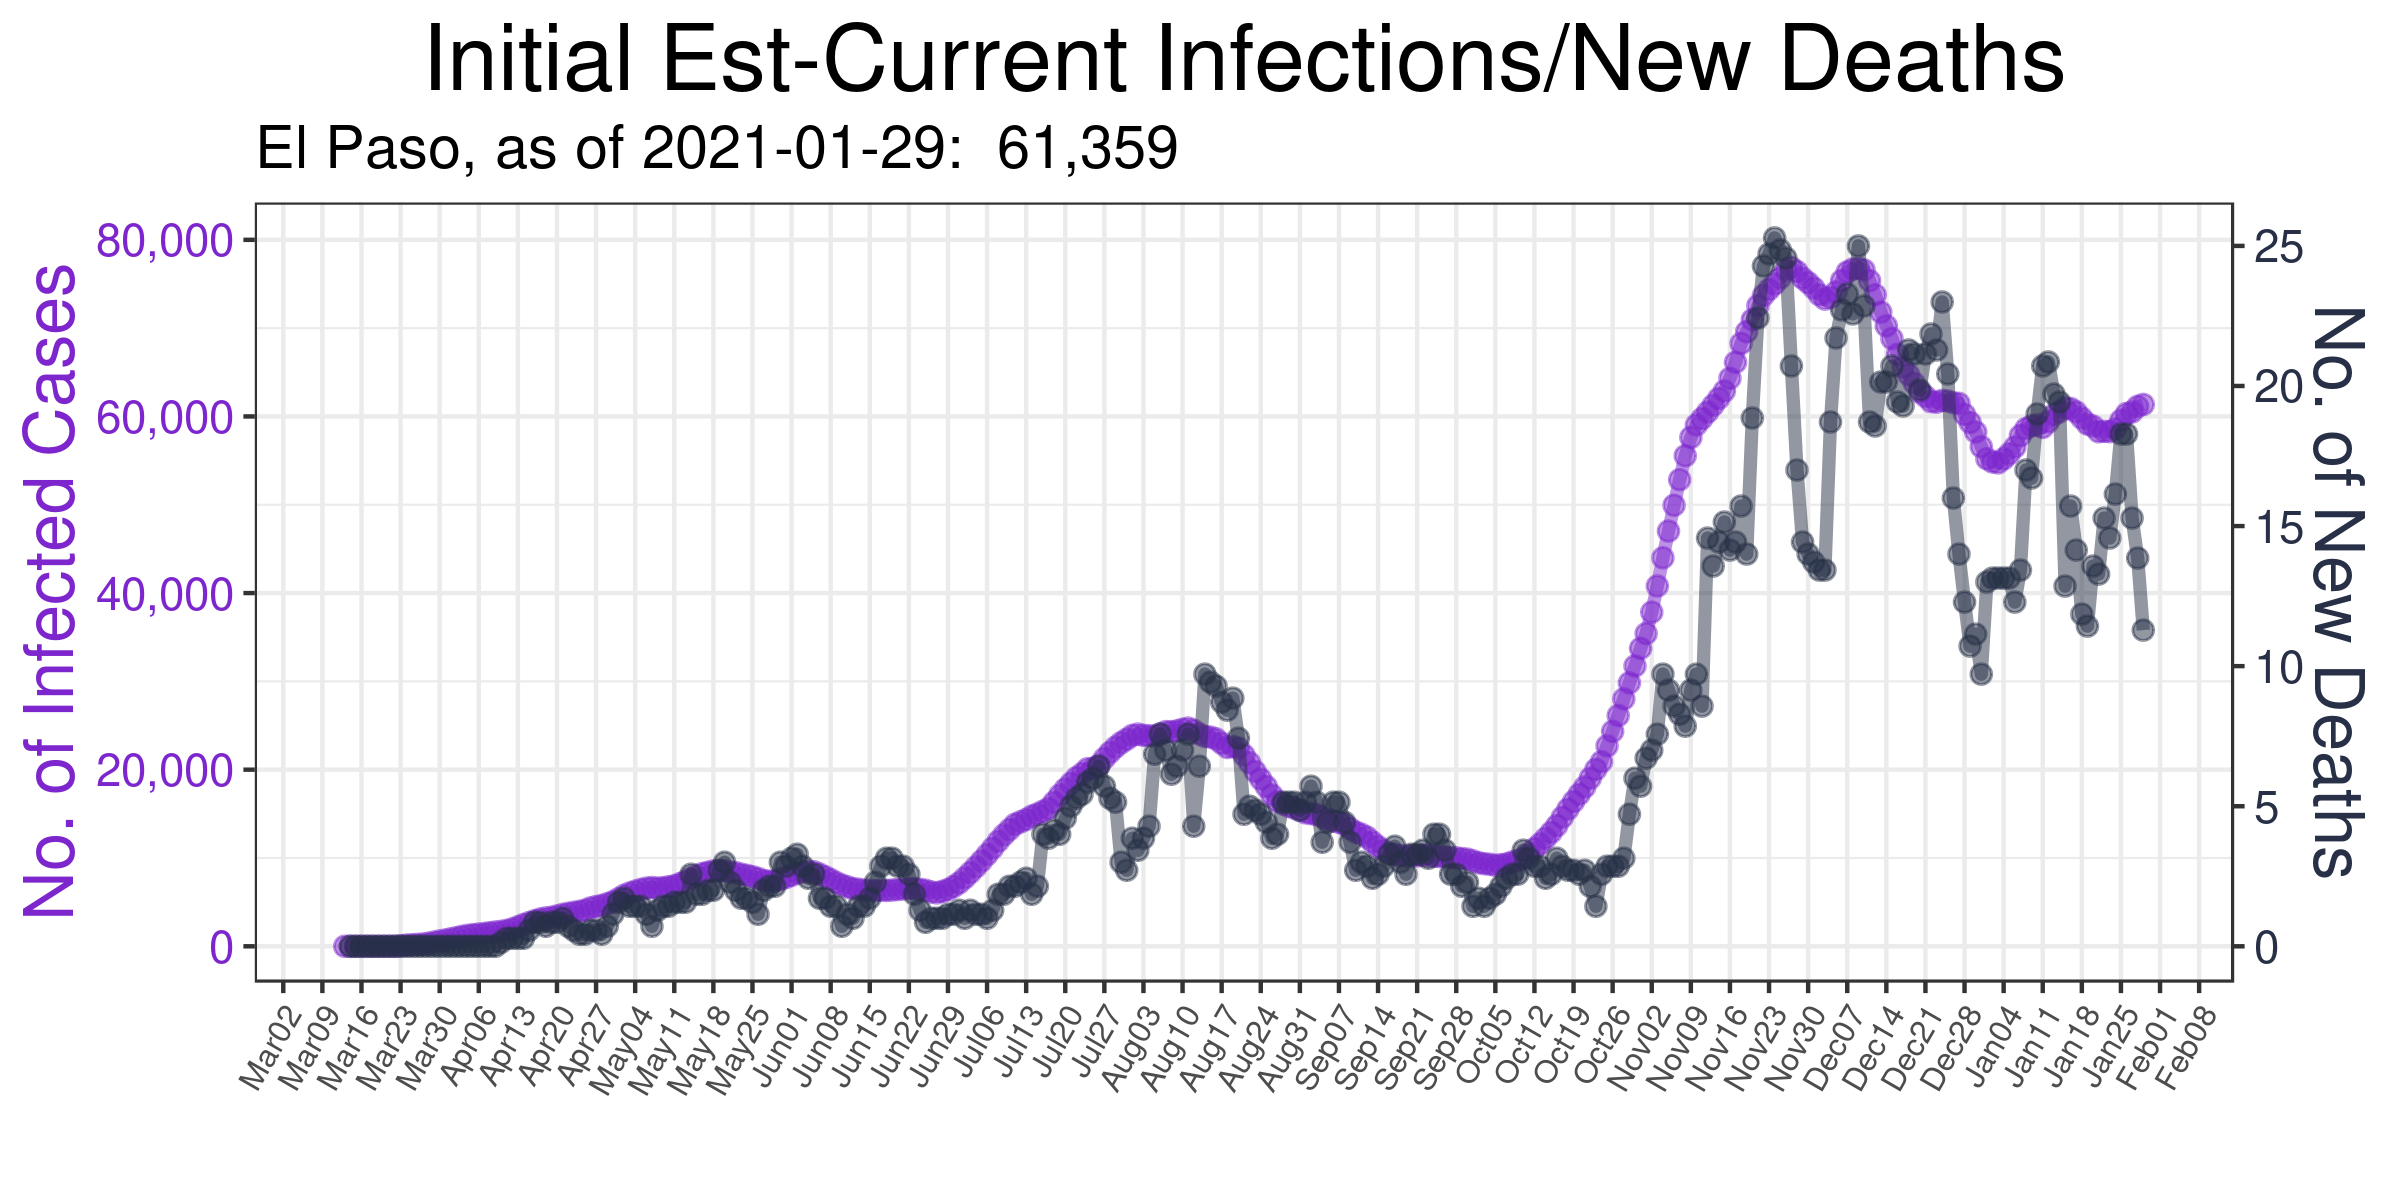 Initial Est-Current Infections/New Deaths
El Paso, as of 2021-01-29:  61,359
No. of Infected Cases
80,000
60,000
40,000
20,000
0
25
20
15
10
5
0
No. of New Deaths
Mar02
Mar09
Mar16
Mar23
Mar30
Apr06
Apr13
Apr20
Apr27
May04
May11
May18
May25
Jun01
Jun08
Jun15
Jun22
Jun29
Jul06
Jul13
Jul20
Jul27
Aug03
Aug10
Aug17
Aug24
Aug31
Sep07
Sep14
Sep21
Sep28
Oct05
Oct12
Oct19
Oct26
Nov02
Nov09
Nov16
Nov23
Nov30
Dec07
Dec14
Dec21
Dec28
Jan04
Jan11
Jan18
Jan25
Feb01
Feb08